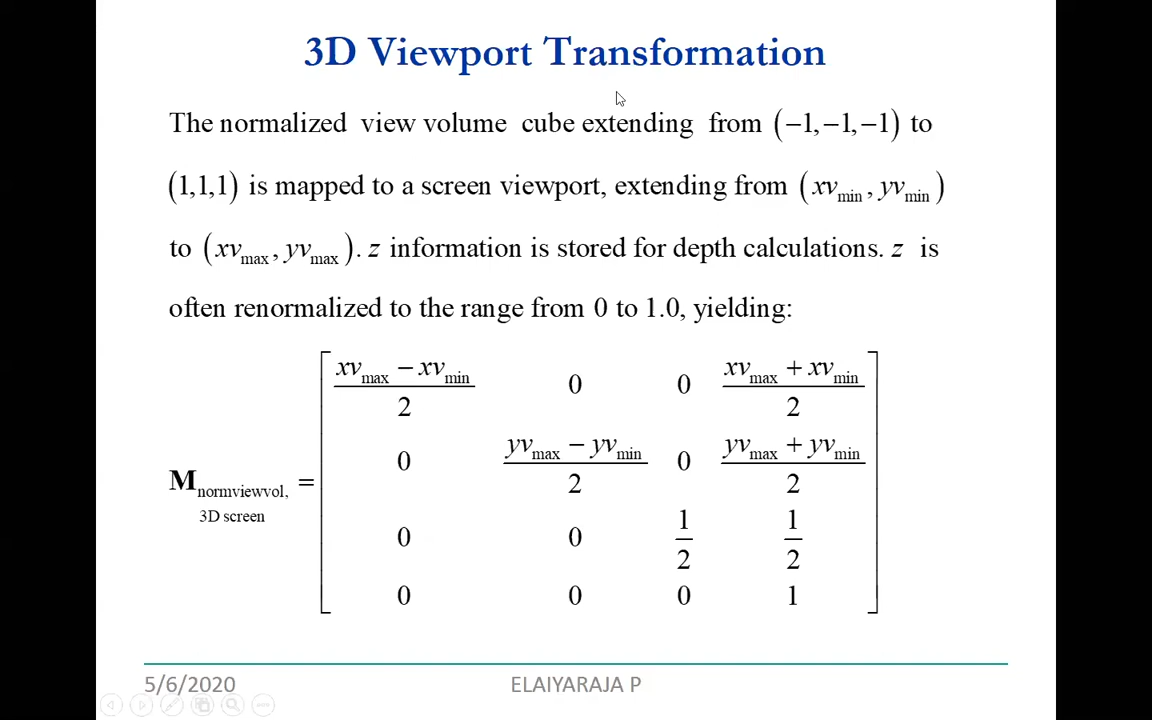 3D Viewport Transformation
The normalized view volume cube extending from (−1,−1,−1) to
(1,1,1) is mapped to a screen viewport, extending from (xv_min, yv_min)
to (xv_max, yv_max). z information is stored for depth calculations. z is
often renormalized to the range from 0 to 1.0, yielding:
M_normviewvol, 3D screen =
(xv_max − xv_min)/2 0 0 (xv_max + xv_min)/2
0 (yv_max − yv_min)/2 0 (yv_max + yv_min)/2
0 0 1/2 1/2
0 0 0 1
5/6/2020 ELAIYARAJA P